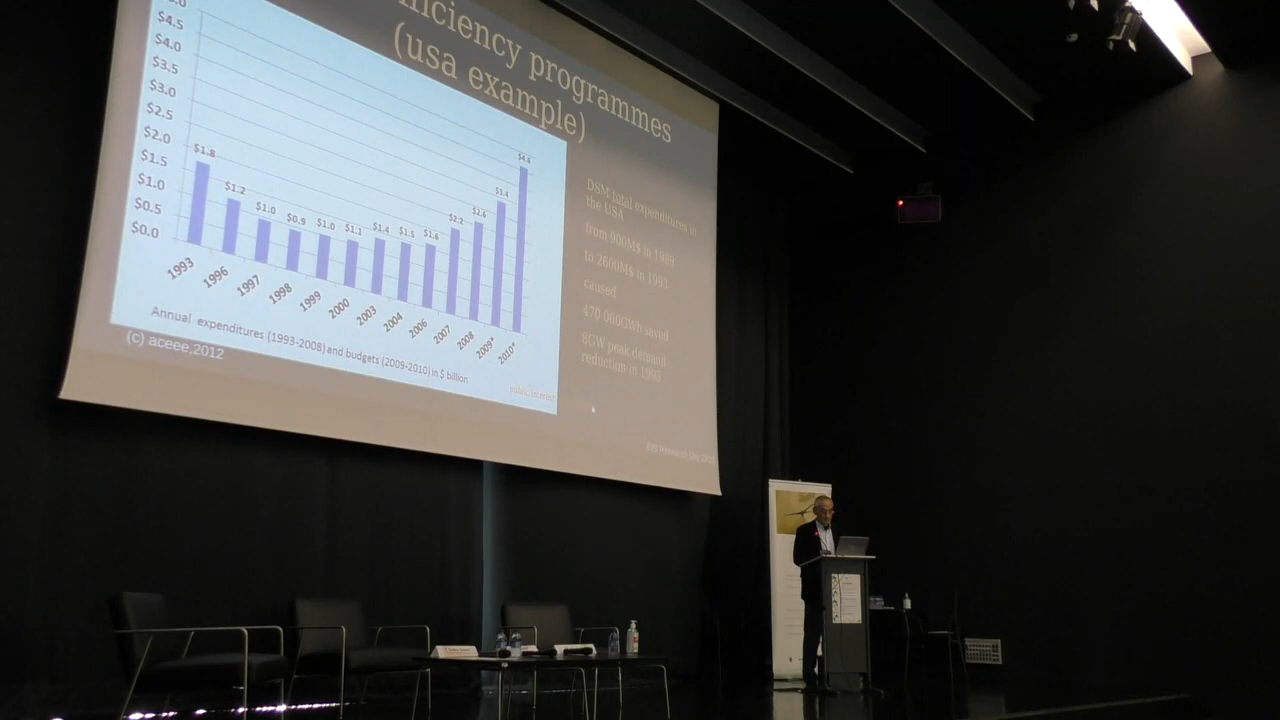 ficiency programmes
(usa example)
$4.5
$4.0
$3.5
$3.0
$2.5
$2.0
$1.5
$1.0
$0.5
$0.0
$1.8
$1.2
$1.0
$0.9
$1.0
$1.1
$1.4
$1.5
$1.6
$2.2
$2.6
$3.4
$4.4
1993
1996
1997
1998
1999
2000
2003
2004
2006
2007
2008
2009*
2010*
Annual expenditures (1993-2008) and budgets (2009-2010) in $ billion
(c) aceee,2012
public interest
DSM total expenditures in
the USA
from 900M$ in 1989
to 2600M$ in 1993
caused
470 000GWh saved
8GW peak demand
reduction in 1995